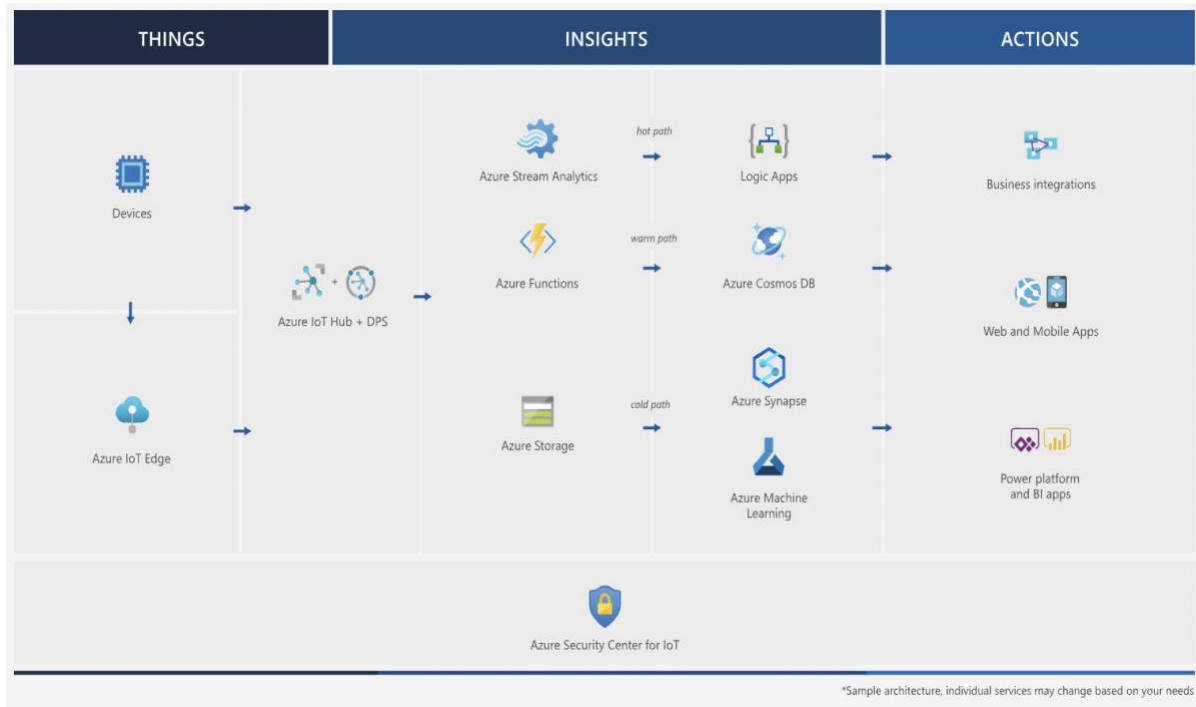 THINGS
INSIGHTS
ACTIONS
Devices
Azure IoT Edge
+
Azure IoT Hub + DPS
Azure Stream Analytics
hot path
Logic Apps
Azure Functions
warm path
Azure Cosmos DB
Azure Storage
cold path
Azure Synapse
Azure Machine
Learning
Business integrations
Web and Mobile Apps
Power platform
and BI apps
Azure Security Center for IoT
*Sample architecture, individual services may change based on your needs